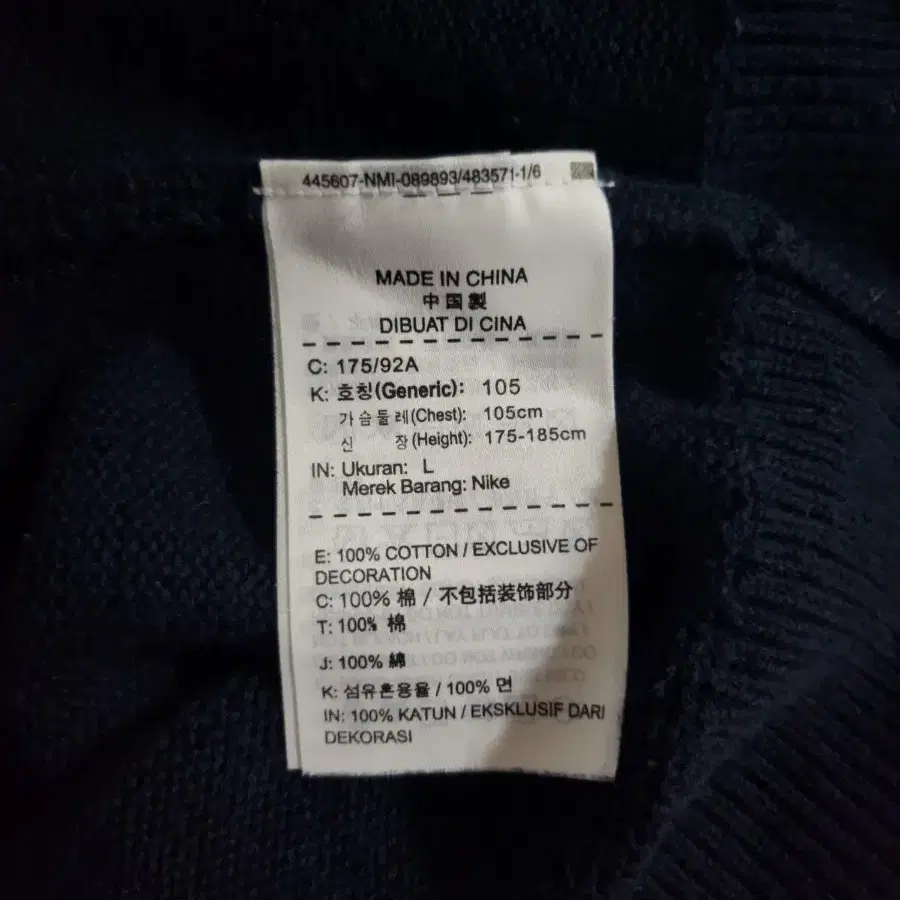 445607-NMI-089893/483571-1/6
MADE IN CHINA
中国製
DIBUAT DI CINA
C: 175/92A
K: 호칭(Generic): 105
가슴둘레(Chest): 105cm
신 장(Height): 175-185cm
IN: Ukuran: L
Merek Barang: Nike
E: 100% COTTON / EXCLUSIVE OF
DECORATION
C: 100% 棉 / 不包括装饰部分
T: 100% 棉
J: 100% 綿
K: 섬유혼용율 / 100% 면
IN: 100% KATUN / EKSKLUSIF DARI
DEKORASI